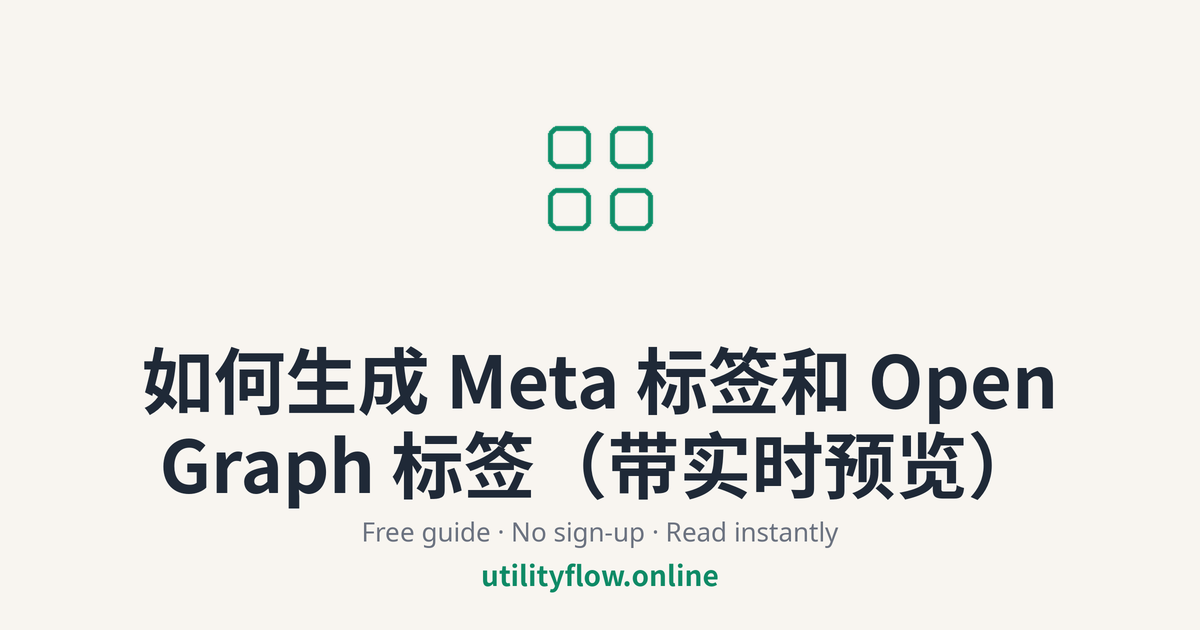 如何生成 Meta 标签和 Open
Graph 标签（带实时预览）
Free guide · No sign-up · Read instantly
utilityflow.online